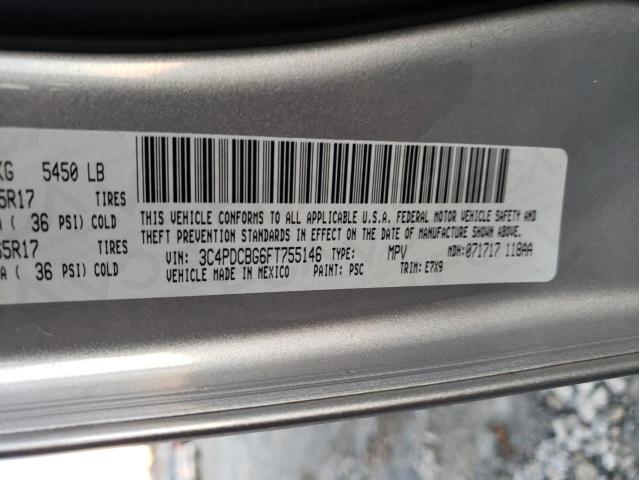 KG 5450 LB
5R17 TIRES
A ( 36 PSI) COLD
65R17 TIRES
A ( 36 PSI) COLD
THIS VEHICLE CONFORMS TO ALL APPLICABLE U.S.A. FEDERAL MOTOR VEHICLE SAFETY AND
THEFT PREVENTION STANDARDS IN EFFECT ON THE DATE OF MANUFACTURE SHOWN ABOVE.
VIN: 3C4PDCBG6FT755146 TYPE: MPV MDH: 071717 118AA
VEHICLE MADE IN MEXICO PAINT: PSC TRIM: E7X9